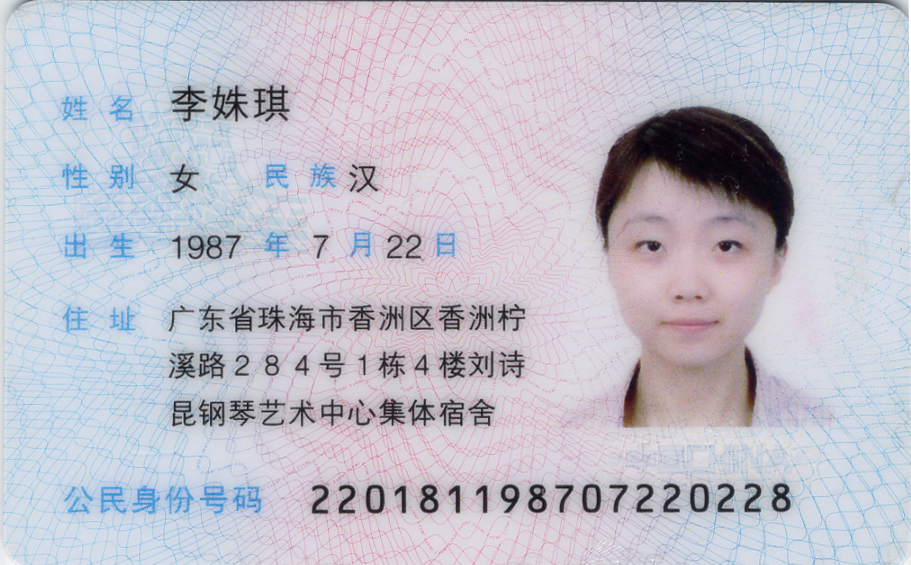 姓名 李姝琪
性别 女 民族 汉
出生 1987 年 7 月 22 日
住址 广东省珠海市香洲区香洲柠
溪路２８４号１栋４楼刘诗
昆钢琴艺术中心集体宿舍
公民身份号码 220181198707220228